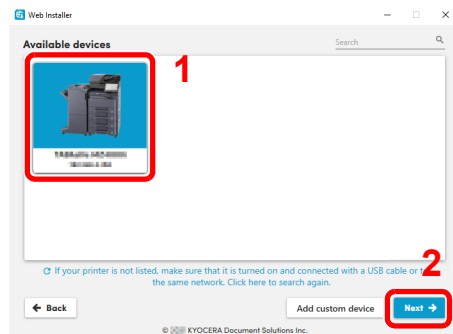 Web Installer
Available devices
Search
1
2
If your printer is not listed, make sure that it is turned on and connected with a USB cable or
the same network. Click here to search again.
Back
Add custom device
Next
© KYOCERA Document Solutions Inc.